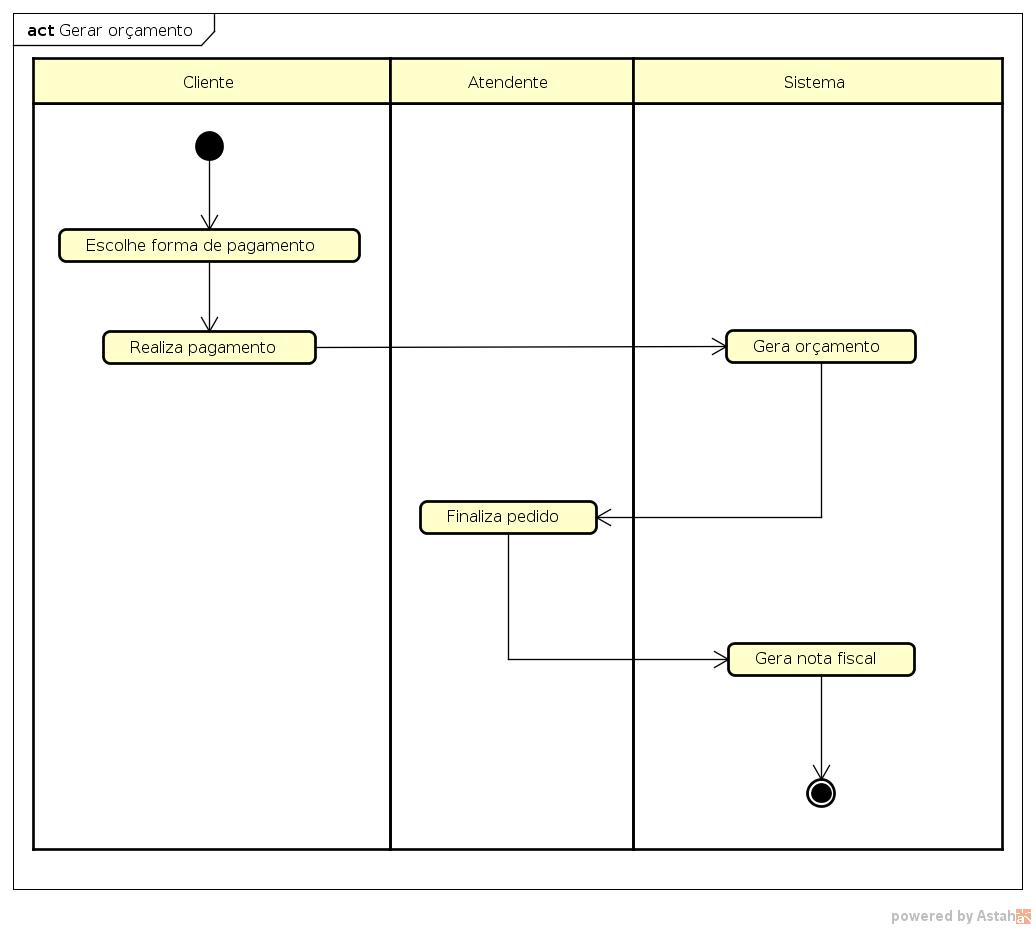 act Gerar orçamento
Cliente
Atendente
Sistema
Escolhe forma de pagamento
Realiza pagamento
Gera orçamento
Finaliza pedido
Gera nota fiscal
powered by Astah